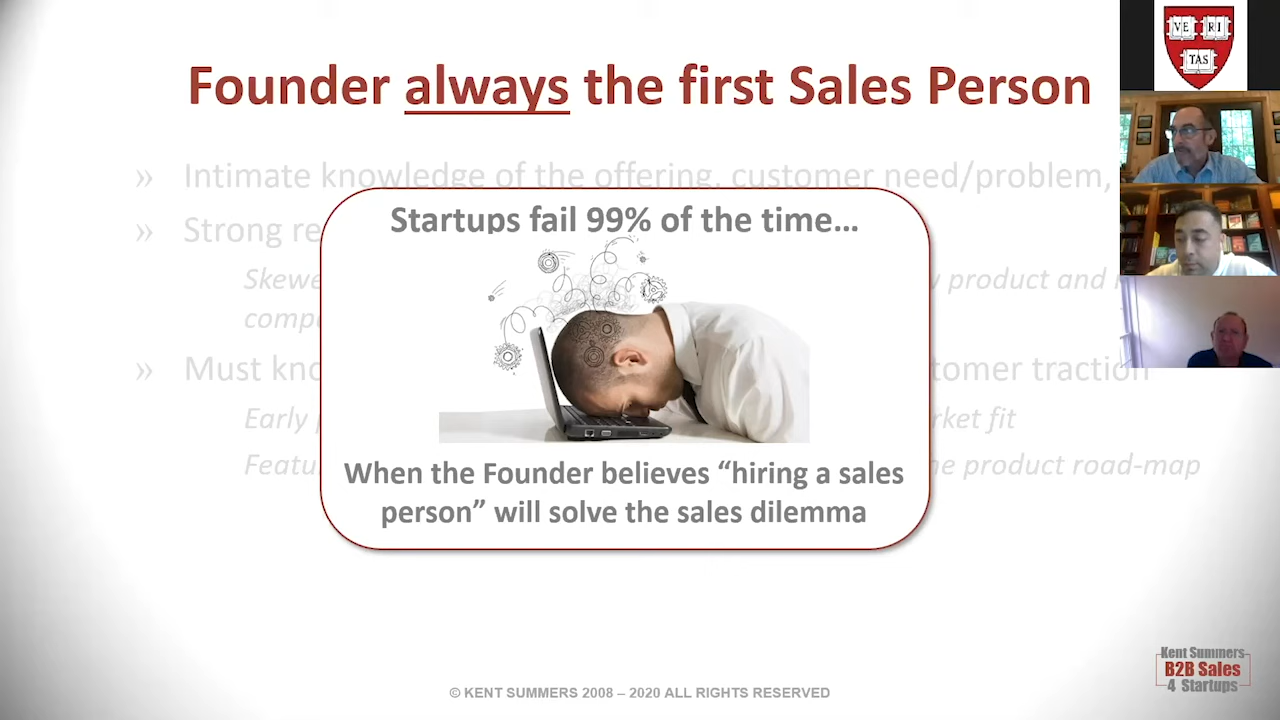 Founder always the first Sales Person
» Intimate knowledge of the offering, customer need/problem,
» Strong re
Skewe
product and
comp
» Must kno
tomer traction
Early
rket fit
Featu
product road-map
Startups fail 99% of the time…
When the Founder believes “hiring a sales
person” will solve the sales dilemma
© KENT SUMMERS 2008 – 2020 ALL RIGHTS RESERVED
Kent Summers
B2B Sales
4 Startups
VE RI
TAS